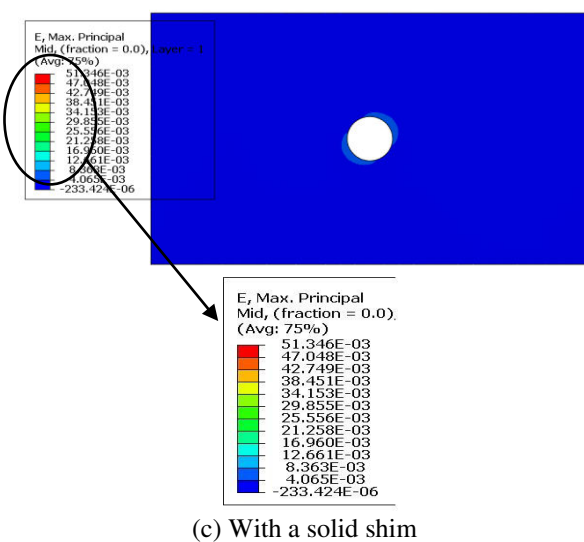 E, Max. Principal
Mid, (fraction = 0.0), Layer = 1
(Avg: 75%)
51.346E-03
47.048E-03
42.749E-03
38.451E-03
34.153E-03
29.855E-03
25.556E-03
21.258E-03
16.960E-03
12.661E-03
8.363E-03
4.065E-03
-233.424E-06
E, Max. Principal
Mid, (fraction = 0.0),
(Avg: 75%)
51.346E-03
47.048E-03
42.749E-03
38.451E-03
34.153E-03
29.855E-03
25.556E-03
21.258E-03
16.960E-03
12.661E-03
8.363E-03
4.065E-03
-233.424E-06
(c) With a solid shim